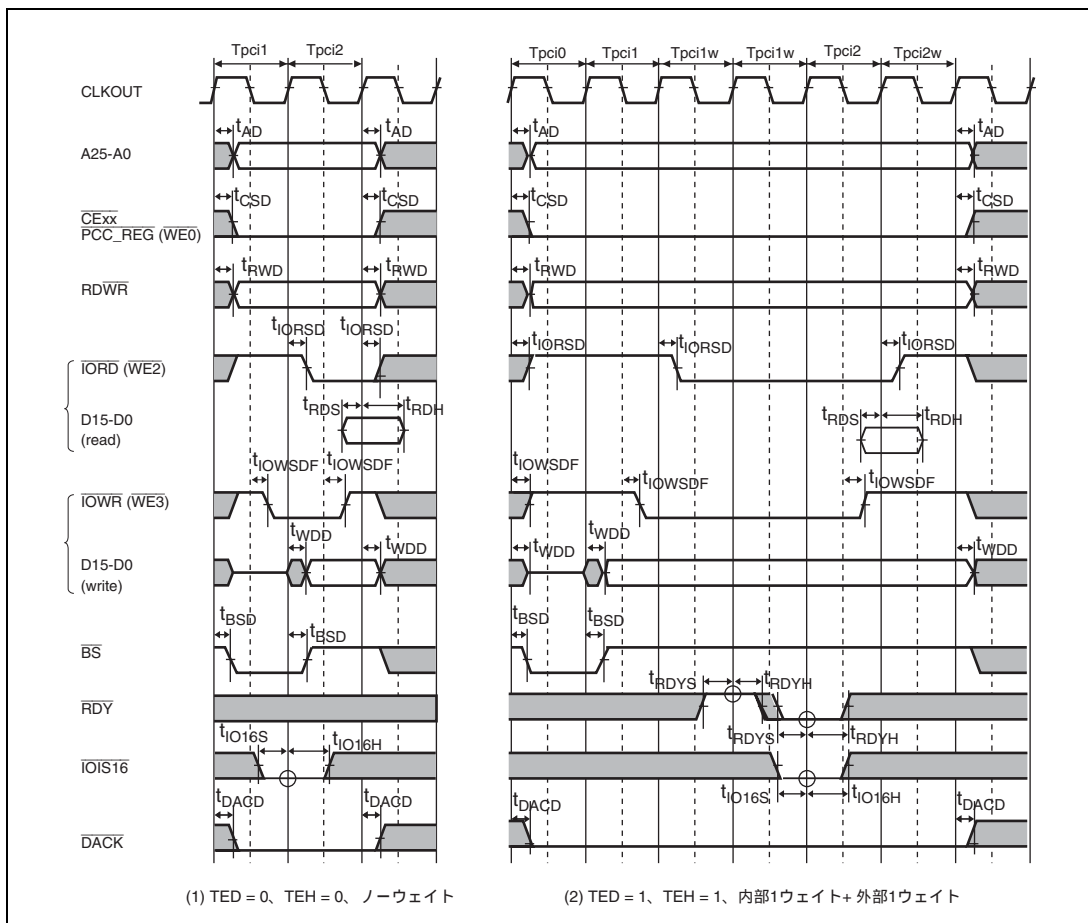 Tpci1 Tpci2 Tpci0 Tpci1 Tpci1w Tpci1w Tpci2 Tpci2w
CLKOUT
tAD tAD tAD tAD
A25-A0
tCSD tCSD tCSD tCSD
CExx
PCC_REG (WE0)
tRWD tRWD tRWD tRWD
RDWR
tIORSD tIORSD tIORSD tIORSD tIORSD
IORD (WE2)
tRDS tRDH tRDS tRDH
D15-D0
(read)
tIOWSDF tIOWSDF tIOWSDF tIOWSDF tIOWSDF
IOWR (WE3)
tWDD tWDD tWDD tWDD tWDD
D15-D0
(write)
tBSD tBSD tBSD tBSD
BS
tRDYS tRDYH
RDY
tRDYS tRDYH
tIO16S tIO16H
IOIS16
tIO16S tIO16H
tDACD tDACD tDACD tDACD
DACK
(1) TED = 0、TEH = 0、ノーウェイト
(2) TED = 1、TEH = 1、内部1ウェイト+ 外部1ウェイト